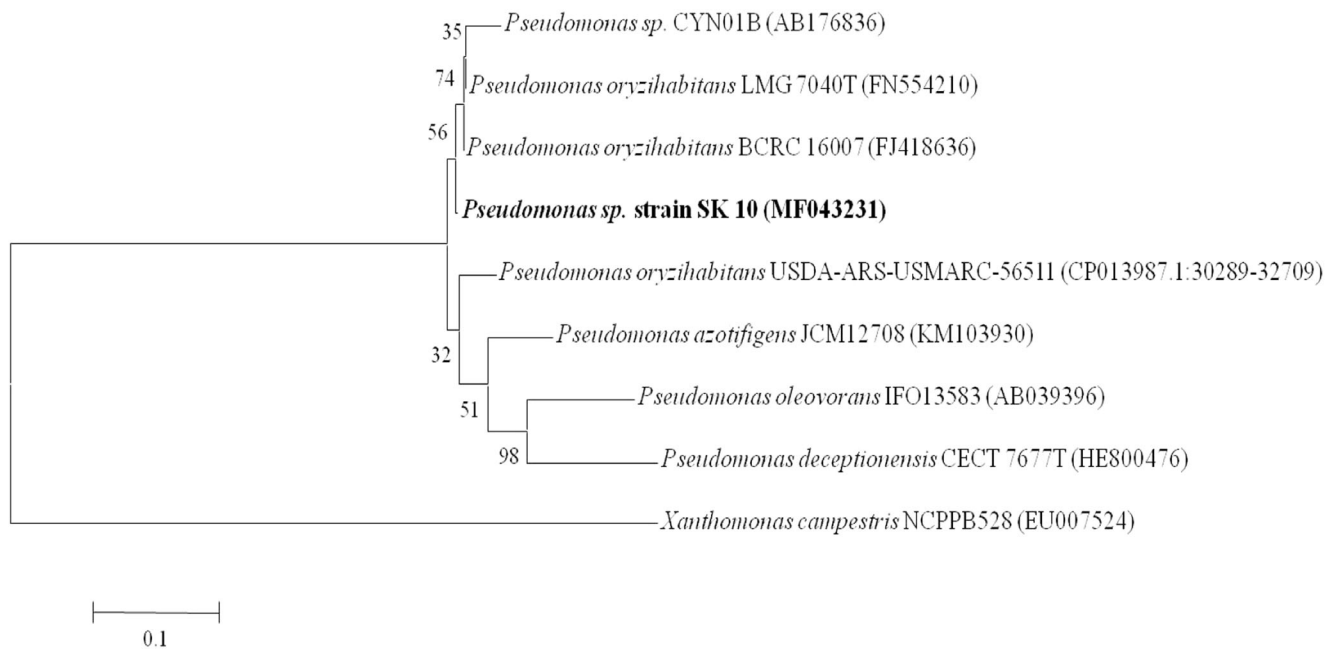 35
Pseudomonas sp. CYN01B (AB176836)
74
Pseudomonas oryzihabitans LMG 7040T (FN554210)
56
Pseudomonas oryzihabitans BCRC 16007 (FJ418636)
Pseudomonas sp. strain SK 10 (MF043231)
Pseudomonas oryzihabitans USDA-ARS-USMARC-56511 (CP013987.1:30289-32709)
Pseudomonas azotifigens JCM12708 (KM103930)
32
Pseudomonas oleovorans IFO13583 (AB039396)
51
98
Pseudomonas deceptionensis CECT 7677T (HE800476)
Xanthomonas campestris NCPPB528 (EU007524)
0.1